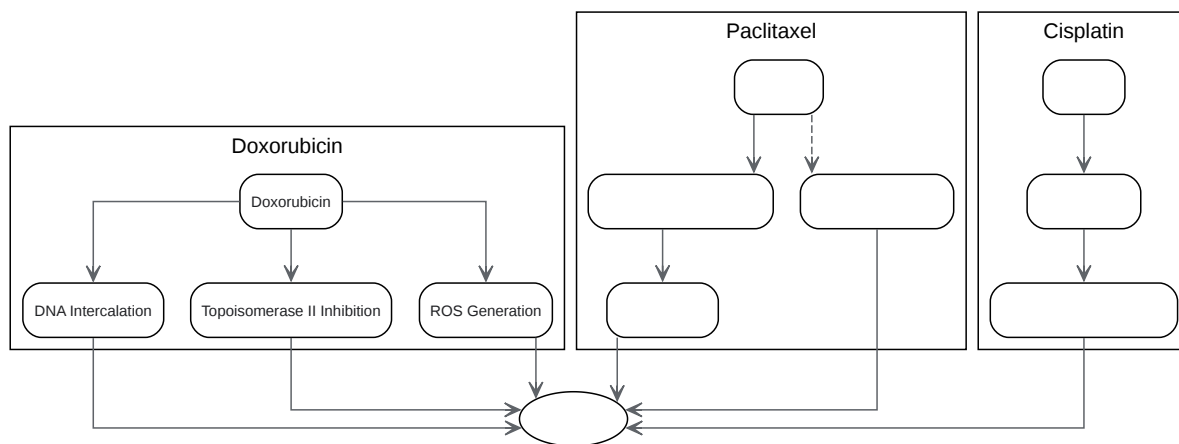 Paclitaxel
Cisplatin
Doxorubicin
Doxorubicin
DNA Intercalation
Topoisomerase II Inhibition
ROS Generation